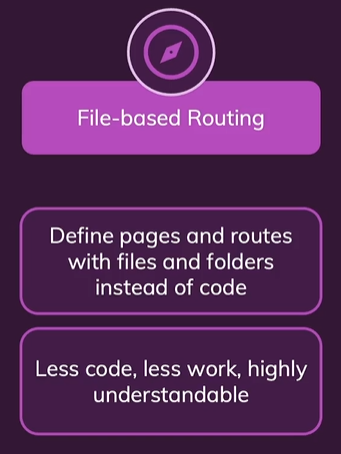 File-based Routing
Define pages and routes
with files and folders
instead of code
Less code, less work, highly
understandable